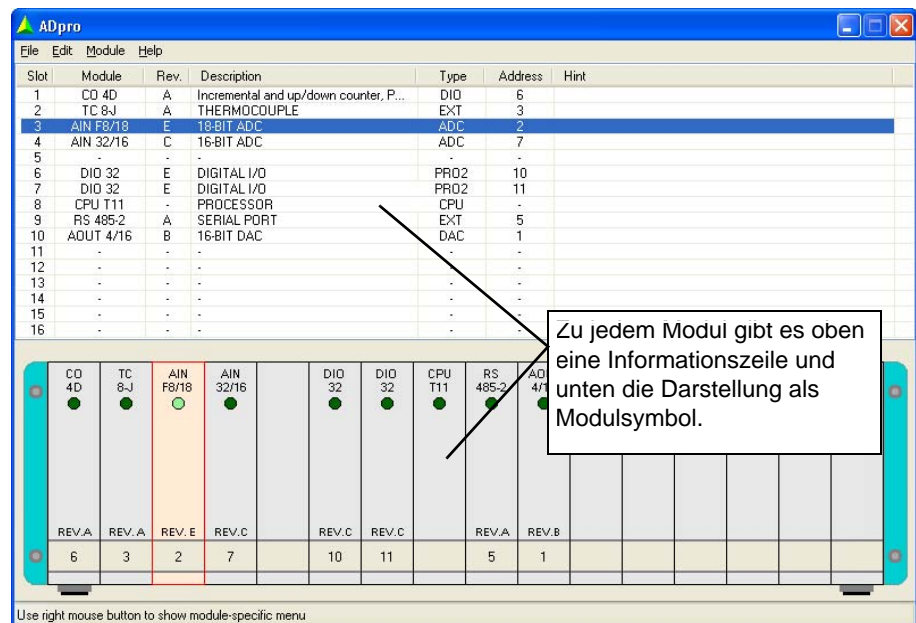 ADpro
File Edit Module Help
Slot Module Rev. Description Type Address Hint
1 CO 4D A Incremental and up/down counter, P... DIO 6
2 TC 8-J A THERMOCOUPLE EXT 3
3 AIN F8/18 E 18-BIT ADC ADC 2
4 AIN 32/16 C 16-BIT ADC ADC 7
5 - - - - -
6 DIO 32 E DIGITAL I/O PRO2 10
7 DIO 32 E DIGITAL I/O PRO2 11
8 CPU T11 - PROCESSOR CPU -
9 RS 485-2 A SERIAL PORT EXT 5
10 AOUT 4/16 B 16-BIT DAC DAC 1
11 - - - - -
12 - - - - -
13 - - - - -
14 - - - - -
15 - - - - -
16 - - - - -
Zu jedem Modul gibt es oben
eine Informationszeile und
unten die Darstellung als
Modulsymbol.
CO TC AIN AIN DIO DIO CPU RS
4D 8-J F8/18 32/16 32 32 T11 485-2
REV.A REV.A REV.E REV.C REV.C REV.C REV.A REV.B
6 3 2 7 10 11 5 1
Use right mouse button to show module-specific menu